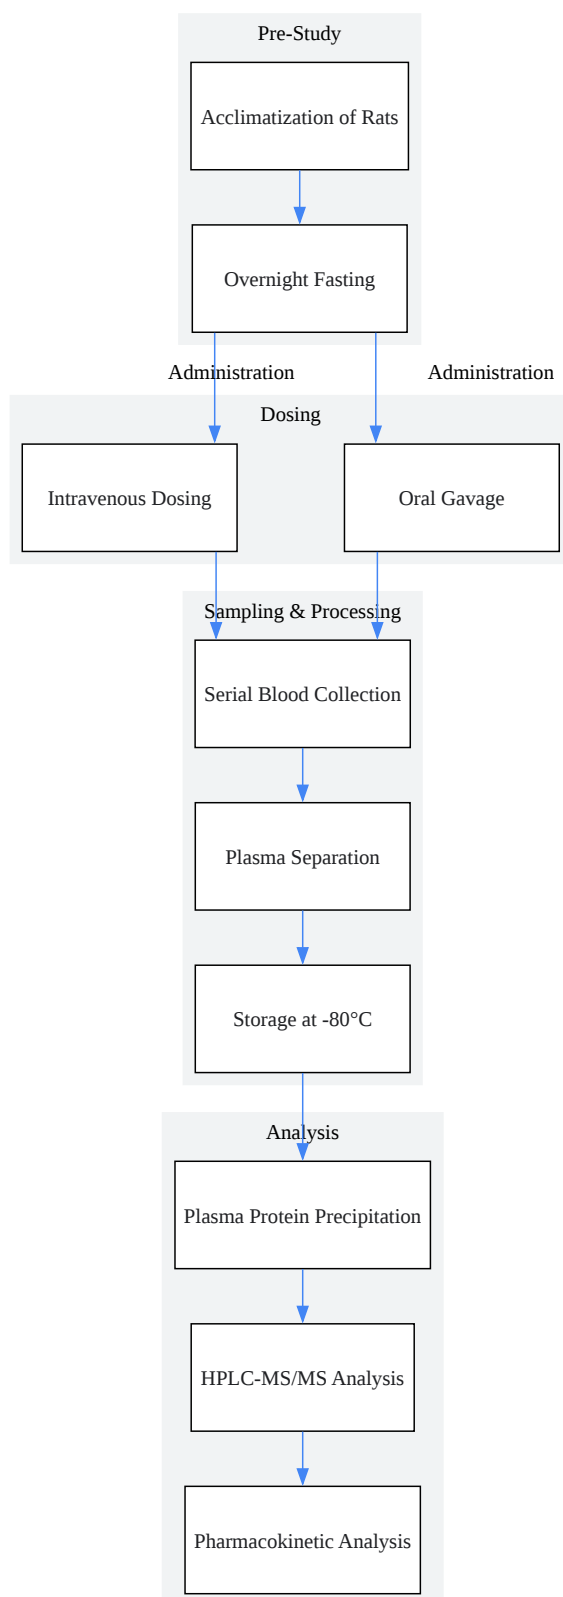 Pre-Study
Acclimatization of Rats
Overnight Fasting
Administration
Administration
Dosing
Intravenous Dosing
Oral Gavage
Sampling & Processing
Serial Blood Collection
Plasma Separation
Storage at -80°C
Analysis
Plasma Protein Precipitation
HPLC-MS/MS Analysis
Pharmacokinetic Analysis